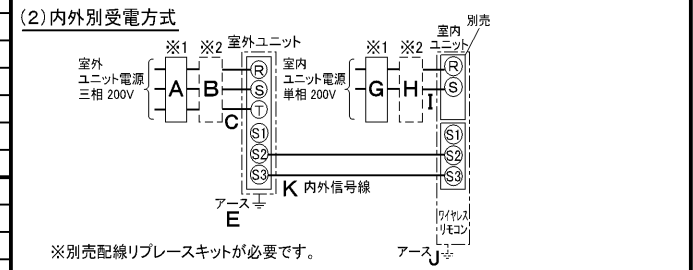 (2)内外別受電方式
別売
※1 ※2 室外ユニット
※1 ※2 室内ユニット
室外
ユニット電源
三相 200V
A B
R
S
T
C
S1
S2
S3
室内
ユニット電源
単相 200V
G H
R
S
I
S1
S2
S3
K 内外信号線
アース
E
ワイヤレス
リモコン
アース J
※別売配線リプレースキットが必要です。